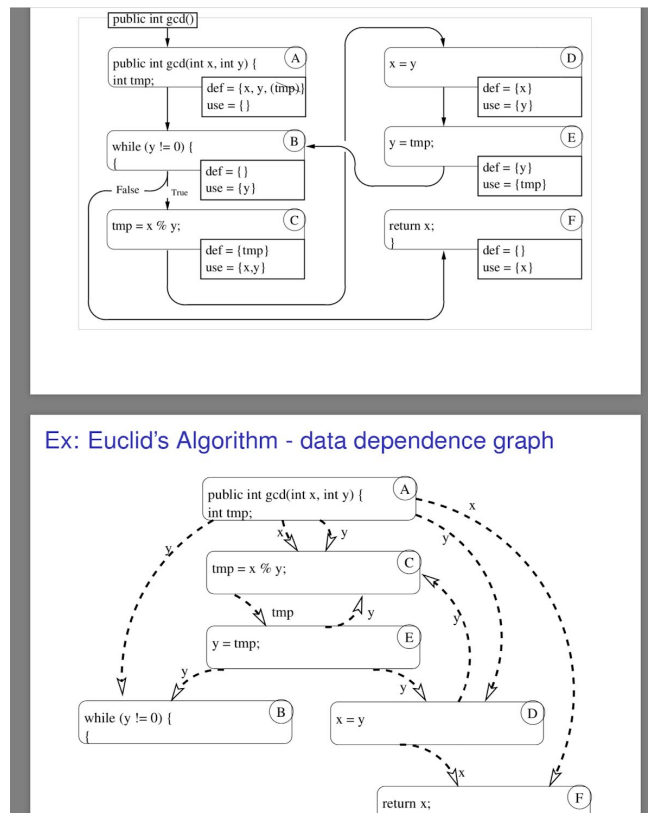 public int gcd()
A
public int gcd(int x, int y) {
int tmp;
def = {x, y, (tmp)}
use = {}
B
while (y != 0) {
{
def = {}
use = {y}
False
True
C
tmp = x % y;
def = {tmp}
use = {x,y}
D
x = y
def = {x}
use = {y}
E
y = tmp;
def = {y}
use = {tmp}
F
return x;
}
def = {}
use = {x}
Ex: Euclid's Algorithm - data dependence graph
A
public int gcd(int x, int y) {
int tmp;
x
y
x
y
y
C
tmp = x % y;
tmp
y
y
E
y = tmp;
y
y
B
while (y != 0) {
{
D
x = y
x
F
return x;